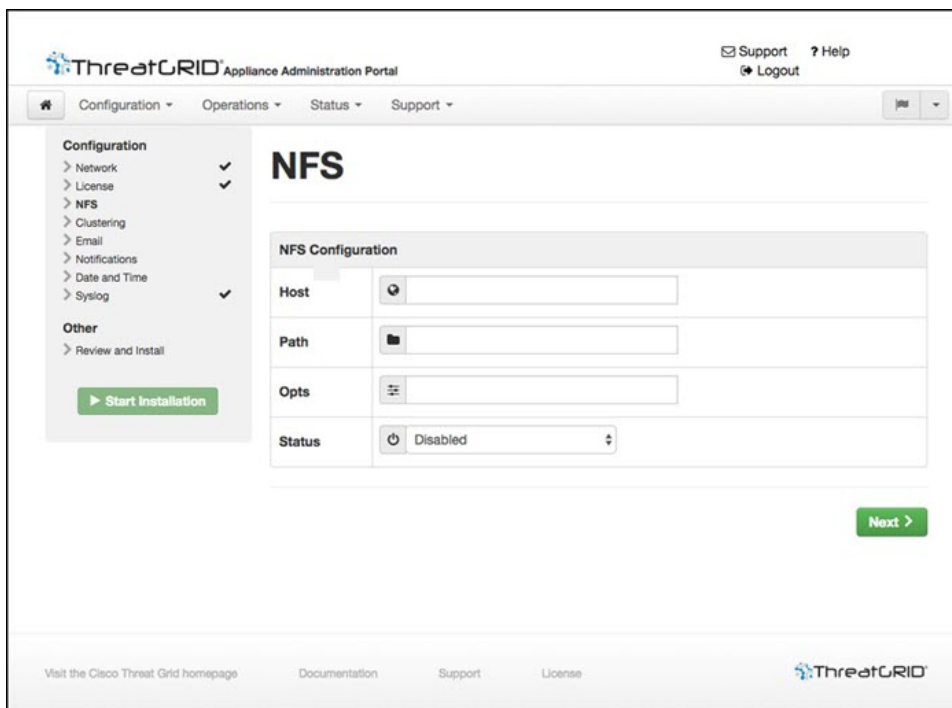 ThreatGRID Appliance Administration Portal
Support ? Help
Logout
Configuration Operations Status Support
Configuration
Network
License
NFS
Clustering
Email
Notifications
Date and Time
Syslog
Other
Review and Install
Start Installation
NFS
NFS Configuration
Host
Path
Opts
Status Disabled
Next
Visit the Cisco Threat Grid homepage Documentation Support License ThreatGRID